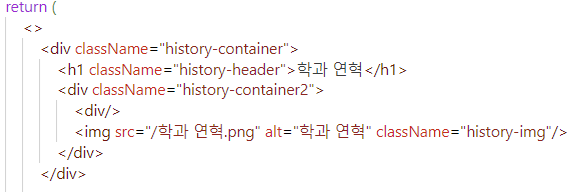 return (
<>
<div className="history-container">
<h1 className="history-header">학과 연혁</h1>
<div className="history-container2">
<div/>
<img src="/학과 연혁.png" alt="학과 연혁" className="history-img"/>
</div>
</div>